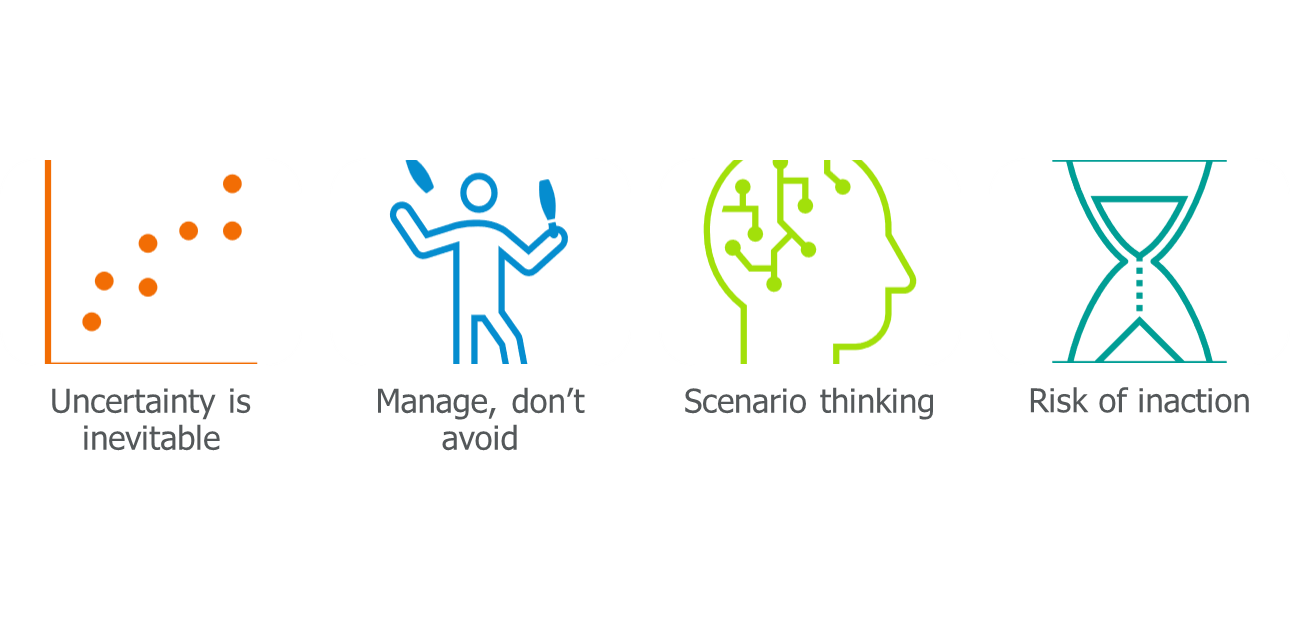 Uncertainty is
inevitable
Manage, don’t
avoid
Scenario thinking
Risk of inaction